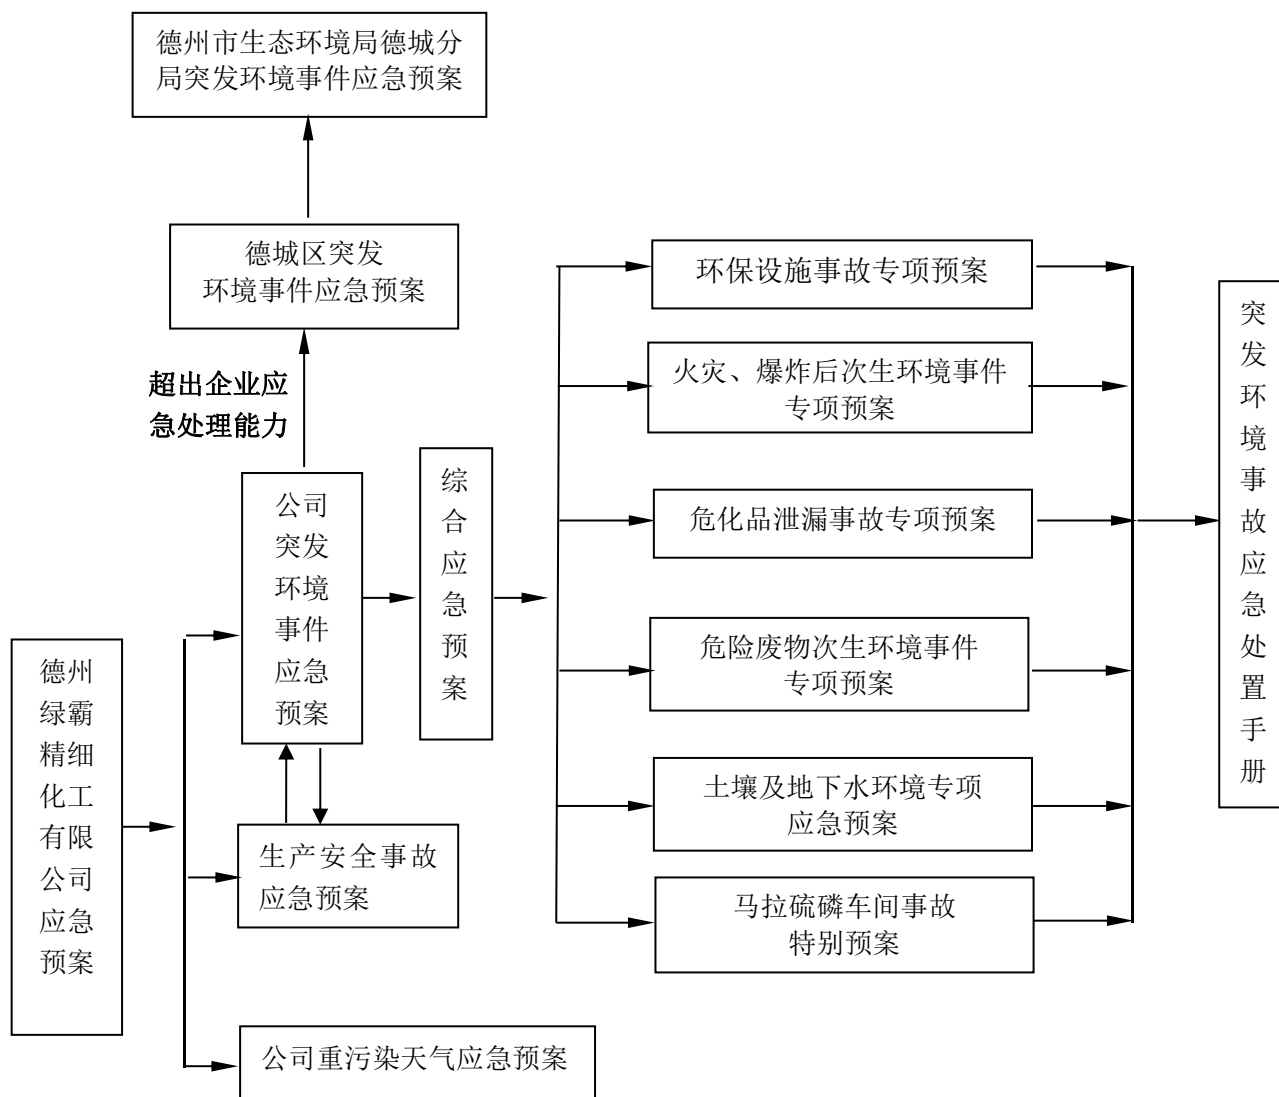 德州市生态环境局德城分
局突发环境事件应急预案
德城区突发
环境事件应急预案
超出企业应
急处理能力
环保设施事故专项预案
火灾、爆炸后次生环境事件
专项预案
危化品泄漏事故专项预案
危险废物次生环境事件
专项预案
土壤及地下水环境专项
应急预案
马拉硫磷车间事故
特别预案
突
发
环
境
事
故
应
急
处
置
手
册
综
合
应
急
预
案
公司
突发
环境
事件
应急
预案
生产安全事故
应急预案
德州
绿霸
精细
化工
有限
公司
应急
预案
公司重污染天气应急预案